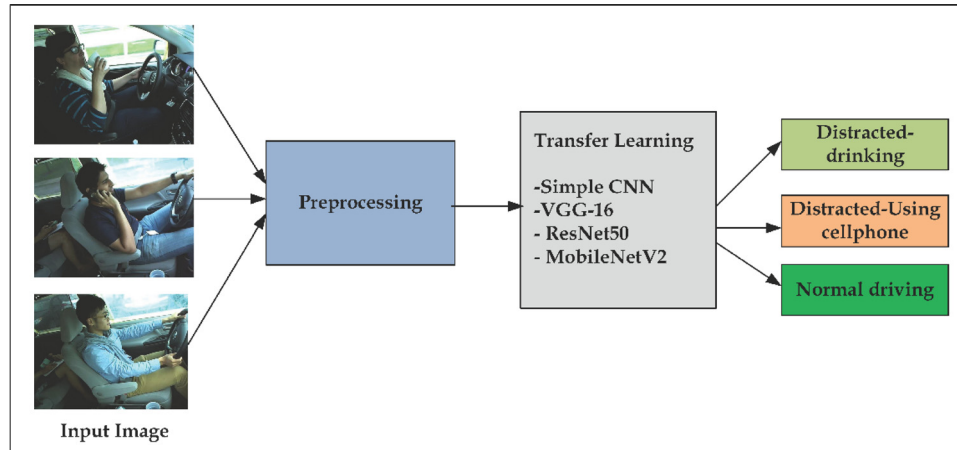 Input Image
Preprocessing
Transfer Learning
-Simple CNN
-VGG-16
- ResNet50
- MobileNetV2
Distracted-
drinking
Distracted-Using
cellphone
Normal driving